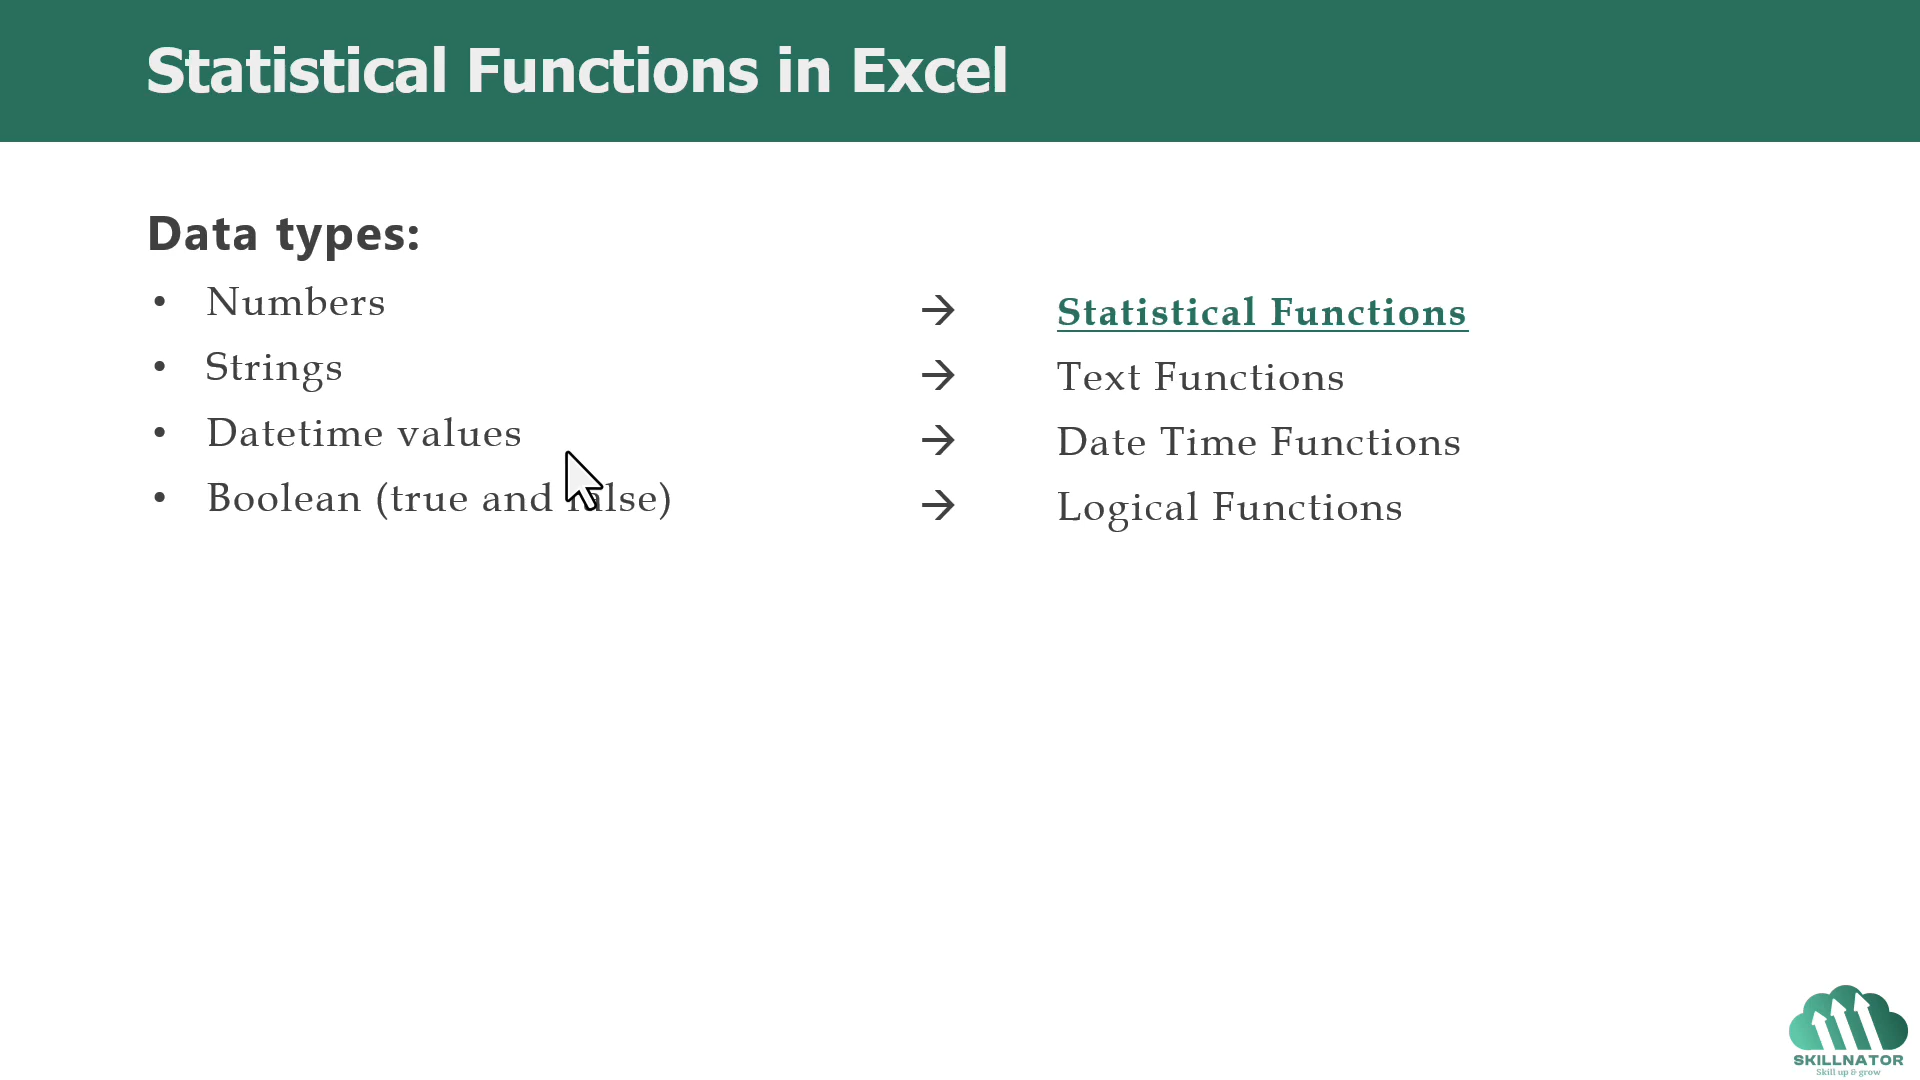 Statistical Functions in Excel
Data types:
• Numbers → Statistical Functions
• Strings → Text Functions
• Datetime values → Date Time Functions
• Boolean (true and false) → Logical Functions
SKILLNATOR
Skill up & grow